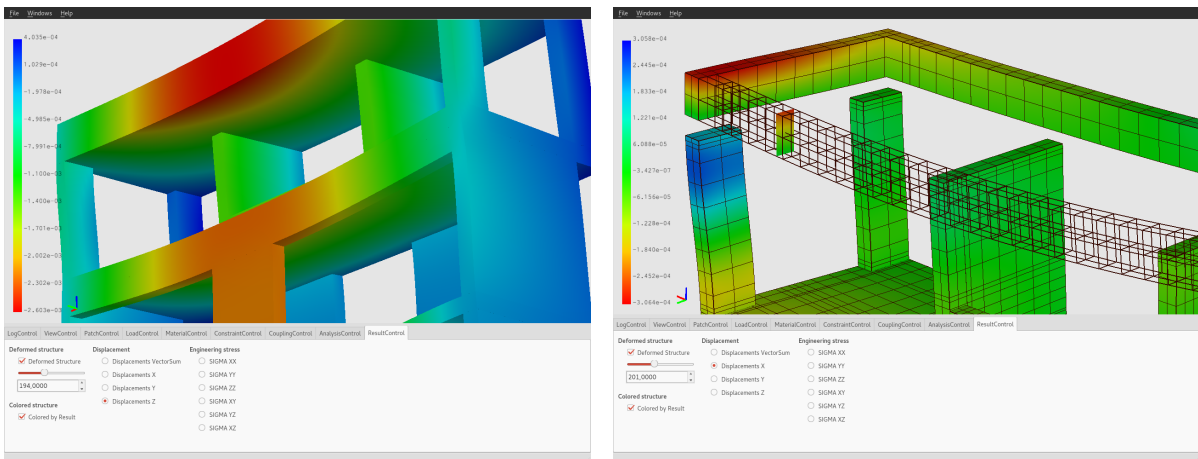 File Windows Help
4.035e-04
1.029e-04
-1.978e-04
-4.985e-04
-7.991e-04
-1.100e-03
-1.400e-03
-1.701e-03
-2.002e-03
-2.302e-03
-2.603e-03
LogControl ViewControl PatchControl LoadControl MaterialControl ConstraintControl CouplingControl AnalysisControl ResultControl
Deformed structure Displacement Engineering stress
Deformed Structure Displacements VectorSum SIGMA XX
Displacements X SIGMA YY
194,0000 Displacements Y SIGMA ZZ
Displacements Z SIGMA XY
Colored structure SIGMA YZ
Colored by Result SIGMA XZ
File Windows Help
3.058e-04
2.445e-04
1.833e-04
1.221e-04
6.088e-05
-3.427e-07
-6.156e-05
-1.228e-04
-1.840e-04
-2.452e-04
-3.064e-04
LogControl ViewControl PatchControl LoadControl MaterialControl ConstraintControl CouplingControl AnalysisControl ResultControl
Deformed structure Displacement Engineering stress
Deformed Structure Displacements VectorSum SIGMA XX
Displacements X SIGMA YY
201,0000 Displacements Y SIGMA ZZ
Displacements Z SIGMA XY
Colored structure SIGMA YZ
Colored by Result SIGMA XZ